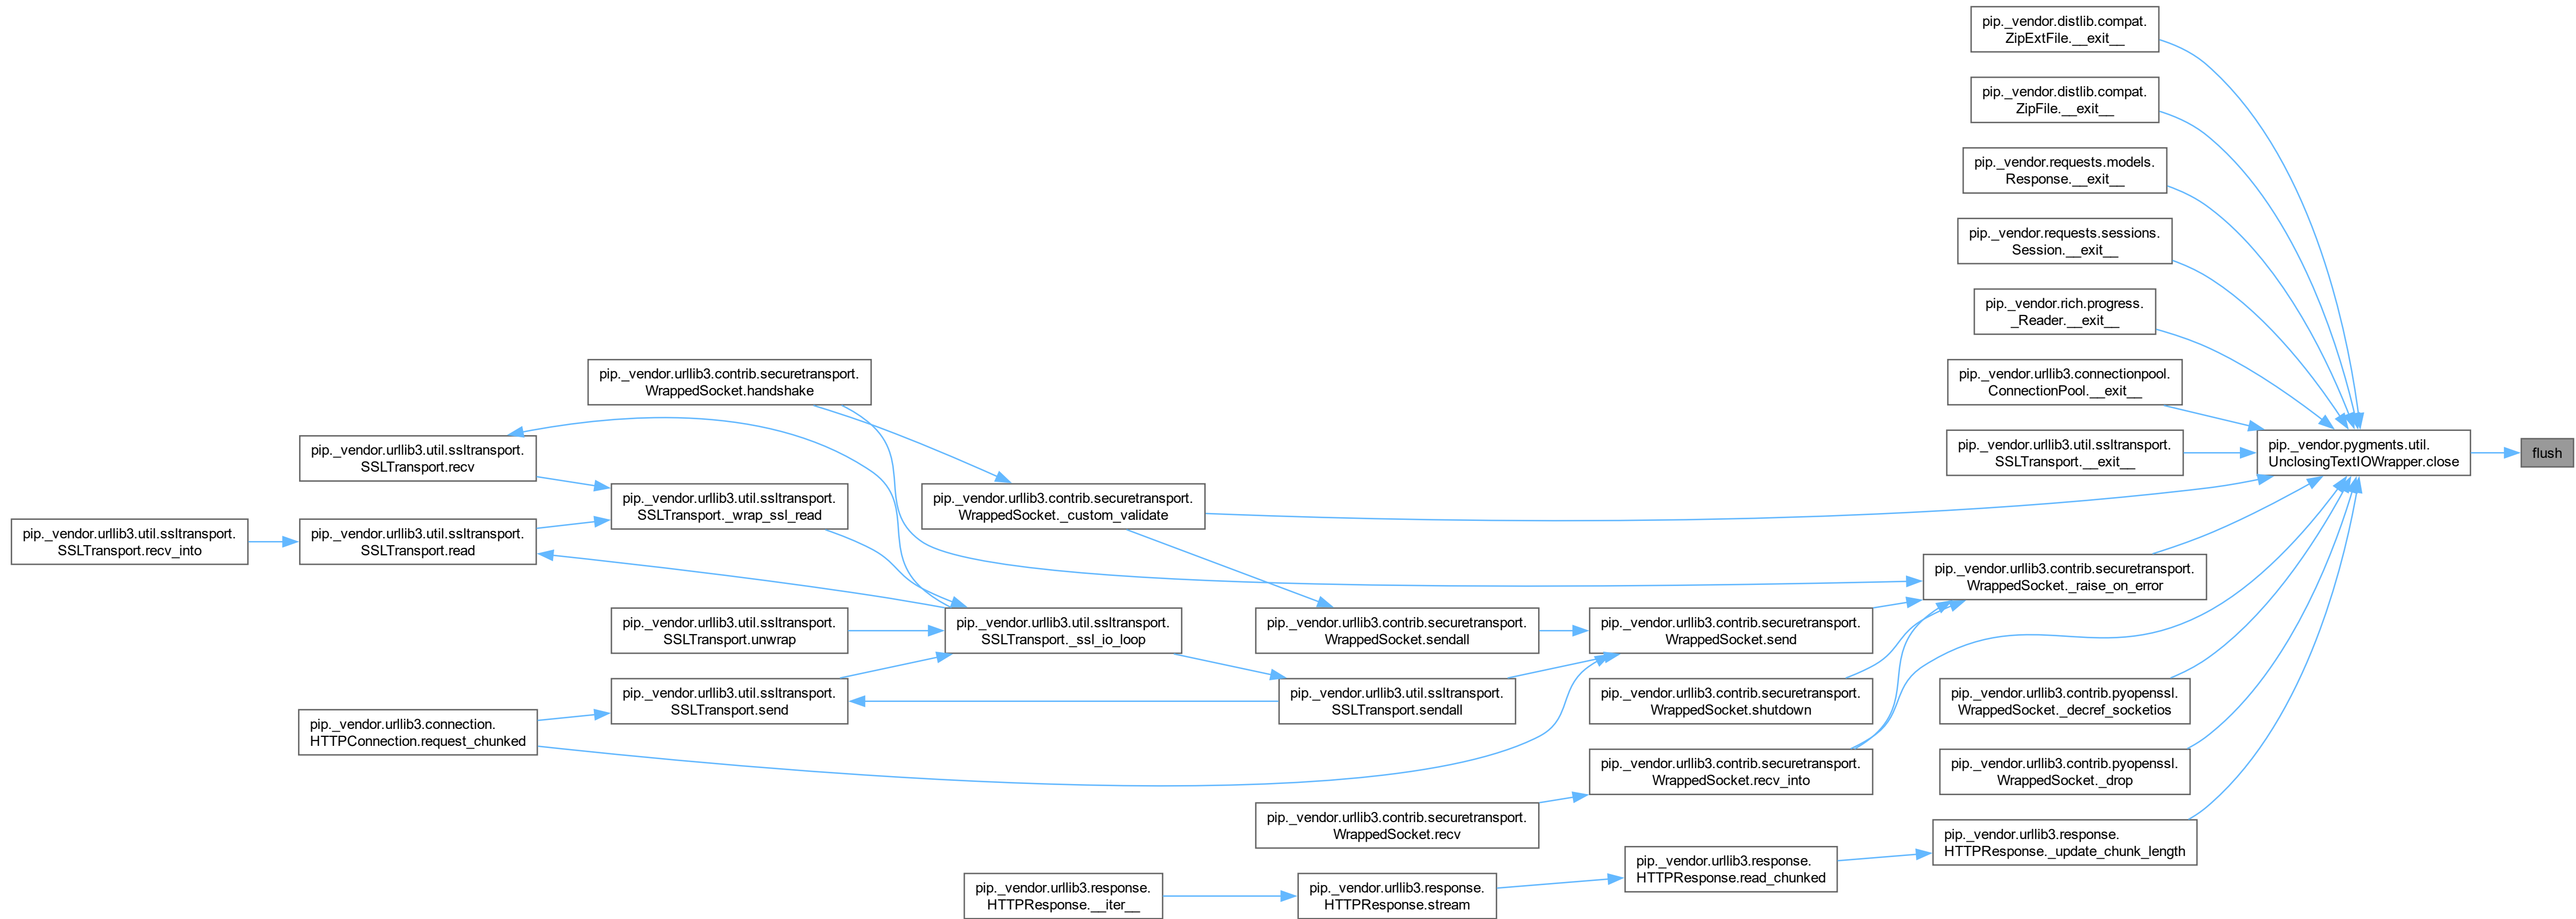 pip._vendor.distlib.compat.
ZipExtFile.__exit__
pip._vendor.distlib.compat.
ZipFile.__exit__
pip._vendor.requests.models.
Response.__exit__
pip._vendor.requests.sessions.
Session.__exit__
pip._vendor.rich.progress.
_Reader.__exit__
pip._vendor.urllib3.connectionpool.
ConnectionPool.__exit__
pip._vendor.urllib3.util.ssltransport.
SSLTransport.__exit__
pip._vendor.pygments.util.
UnclosingTextIOWrapper.close
flush
pip._vendor.urllib3.contrib.securetransport.
WrappedSocket.handshake
pip._vendor.urllib3.util.ssltransport.
SSLTransport.recv
pip._vendor.urllib3.util.ssltransport.
SSLTransport._wrap_ssl_read
pip._vendor.urllib3.contrib.securetransport.
WrappedSocket._custom_validate
pip._vendor.urllib3.util.ssltransport.
SSLTransport.recv_into
pip._vendor.urllib3.util.ssltransport.
SSLTransport.read
pip._vendor.urllib3.contrib.securetransport.
WrappedSocket._raise_on_error
pip._vendor.urllib3.util.ssltransport.
SSLTransport.unwrap
pip._vendor.urllib3.util.ssltransport.
SSLTransport._ssl_io_loop
pip._vendor.urllib3.contrib.securetransport.
WrappedSocket.sendall
pip._vendor.urllib3.contrib.securetransport.
WrappedSocket.send
pip._vendor.urllib3.util.ssltransport.
SSLTransport.send
pip._vendor.urllib3.util.ssltransport.
SSLTransport.sendall
pip._vendor.urllib3.contrib.securetransport.
WrappedSocket.shutdown
pip._vendor.urllib3.contrib.pyopenssl.
WrappedSocket._decref_socketios
pip._vendor.urllib3.connection.
HTTPConnection.request_chunked
pip._vendor.urllib3.contrib.securetransport.
WrappedSocket.recv_into
pip._vendor.urllib3.contrib.pyopenssl.
WrappedSocket._drop
pip._vendor.urllib3.contrib.securetransport.
WrappedSocket.recv
pip._vendor.urllib3.response.
HTTPResponse._update_chunk_length
pip._vendor.urllib3.response.
HTTPResponse.read_chunked
pip._vendor.urllib3.response.
HTTPResponse.stream
pip._vendor.urllib3.response.
HTTPResponse.__iter__